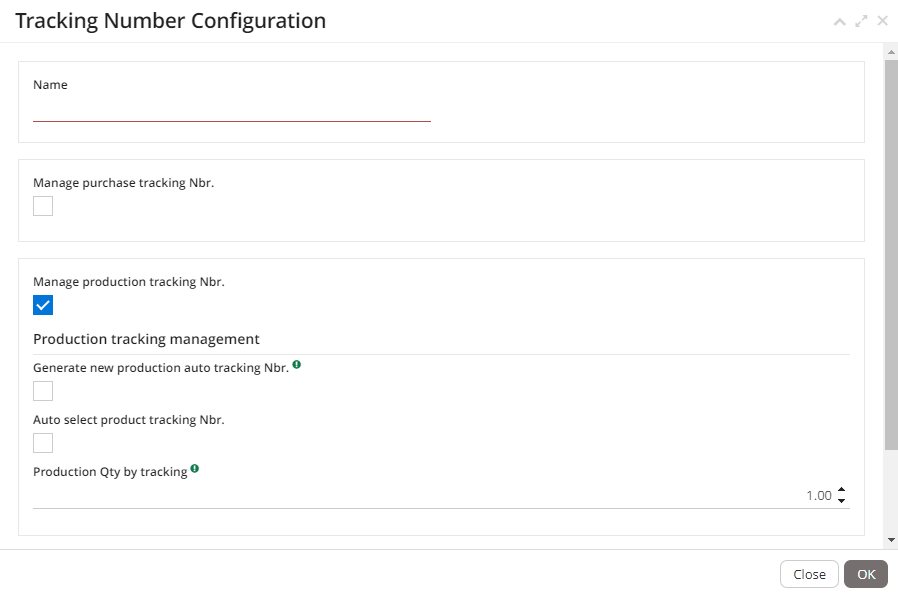 Tracking Number Configuration
Name
Manage purchase tracking Nbr.
Manage production tracking Nbr.
Production tracking management
Generate new production auto tracking Nbr.
Auto select product tracking Nbr.
Production Qty by tracking
1.00
Close OK